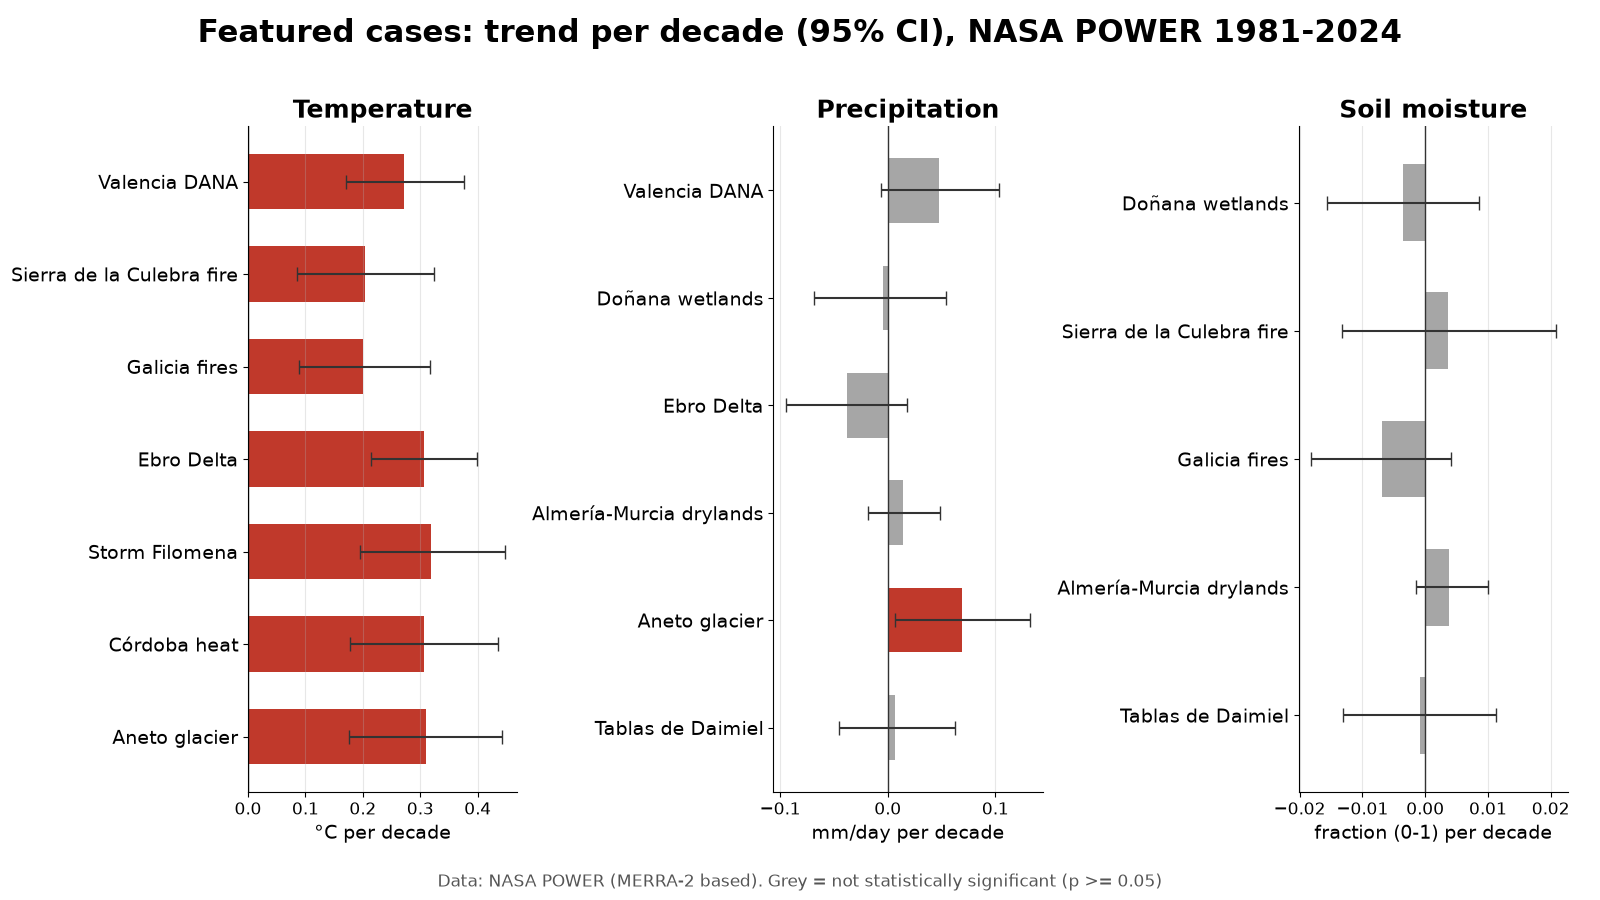 Featured cases: trend per decade (95% CI), NASA POWER 1981-2024
Temperature
Valencia DANA
Sierra de la Culebra fire
Galicia fires
Ebro Delta
Storm Filomena
Córdoba heat
Aneto glacier
0.0 0.1 0.2 0.3 0.4
°C per decade
Precipitation
Valencia DANA
Doñana wetlands
Ebro Delta
Almería-Murcia drylands
Aneto glacier
Tablas de Daimiel
−0.1 0.0 0.1
mm/day per decade
Soil moisture
Doñana wetlands
Sierra de la Culebra fire
Galicia fires
Almería-Murcia drylands
Tablas de Daimiel
−0.02 −0.01 0.00 0.01 0.02
fraction (0-1) per decade
Data: NASA POWER (MERRA-2 based). Grey = not statistically significant (p >= 0.05)